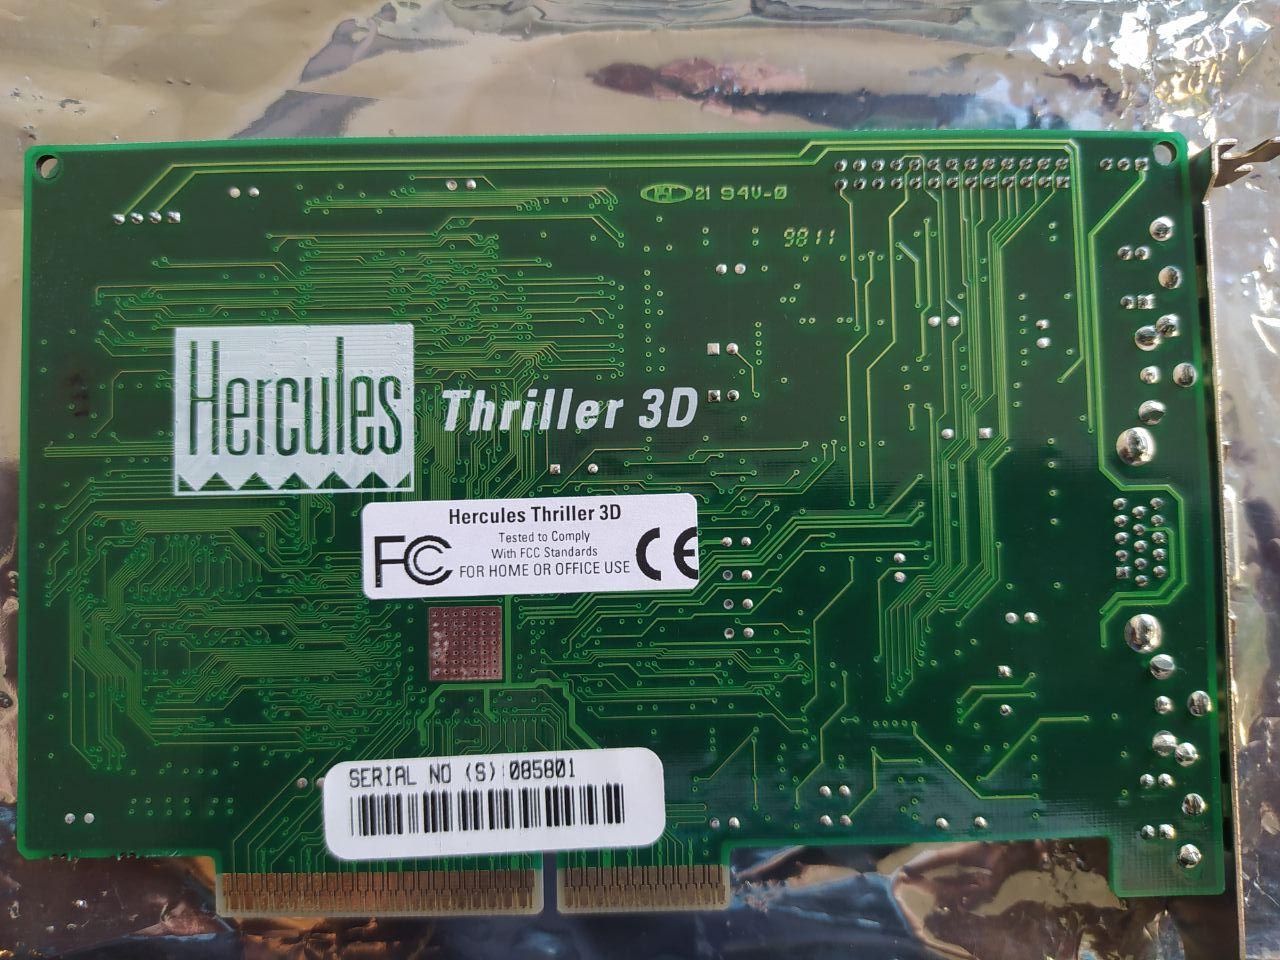 21 94V-0
9811
Hercules
Thriller 3D
Hercules Thriller 3D
Tested to Comply
With FCC Standards
FOR HOME OR OFFICE USE
FC CE
SERIAL NO (S):085801